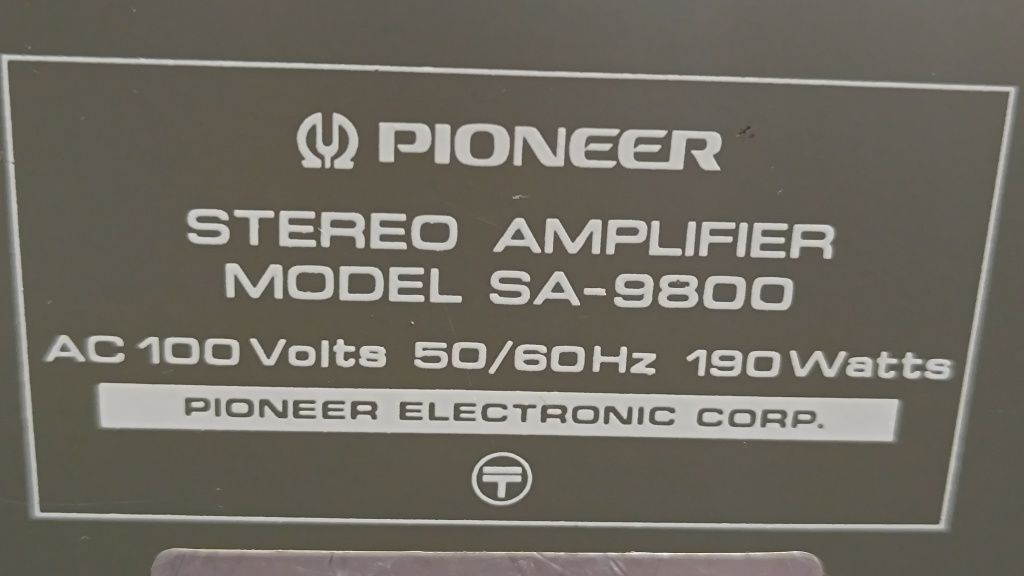 PIONEER
STEREO AMPLIFIER
MODEL SA-9800
AC 100 Volts 50/60Hz 190 Watts
PIONEER ELECTRONIC CORP.
〒